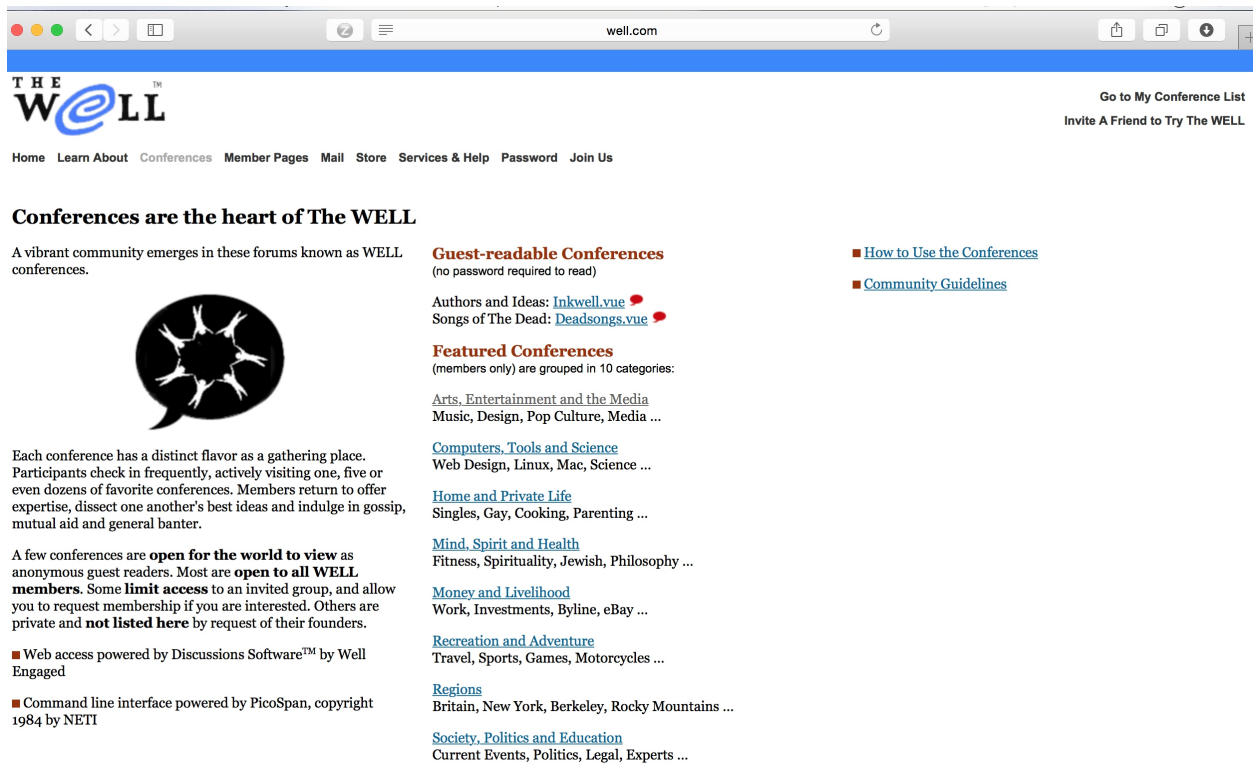 well.com
THE
WELL TM
Go to My Conference List
Invite A Friend to Try The WELL
Home Learn About Conferences Member Pages Mail Store Services & Help Password Join Us
Conferences are the heart of The WELL
A vibrant community emerges in these forums known as WELL
conferences.
Each conference has a distinct flavor as a gathering place.
Participants check in frequently, actively visiting one, five or
even dozens of favorite conferences. Members return to offer
expertise, dissect one another's best ideas and indulge in gossip,
mutual aid and general banter.
A few conferences are open for the world to view as
anonymous guest readers. Most are open to all WELL
members. Some limit access to an invited group, and allow
you to request membership if you are interested. Others are
private and not listed here by request of their founders.
Web access powered by Discussions Software™ by Well
Engaged
Command line interface powered by PicoSpan, copyright
1984 by NETI
Guest-readable Conferences
(no password required to read)
Authors and Ideas: Inkwell.vue
Songs of The Dead: Deadsongs.vue
Featured Conferences
(members only) are grouped in 10 categories:
Arts, Entertainment and the Media
Music, Design, Pop Culture, Media ...
Computers, Tools and Science
Web Design, Linux, Mac, Science ...
Home and Private Life
Singles, Gay, Cooking, Parenting ...
Mind, Spirit and Health
Fitness, Spirituality, Jewish, Philosophy ...
Money and Livelihood
Work, Investments, Byline, eBay ...
Recreation and Adventure
Travel, Sports, Games, Motorcycles ...
Regions
Britain, New York, Berkeley, Rocky Mountains ...
Society, Politics and Education
Current Events, Politics, Legal, Experts ...
How to Use the Conferences
Community Guidelines